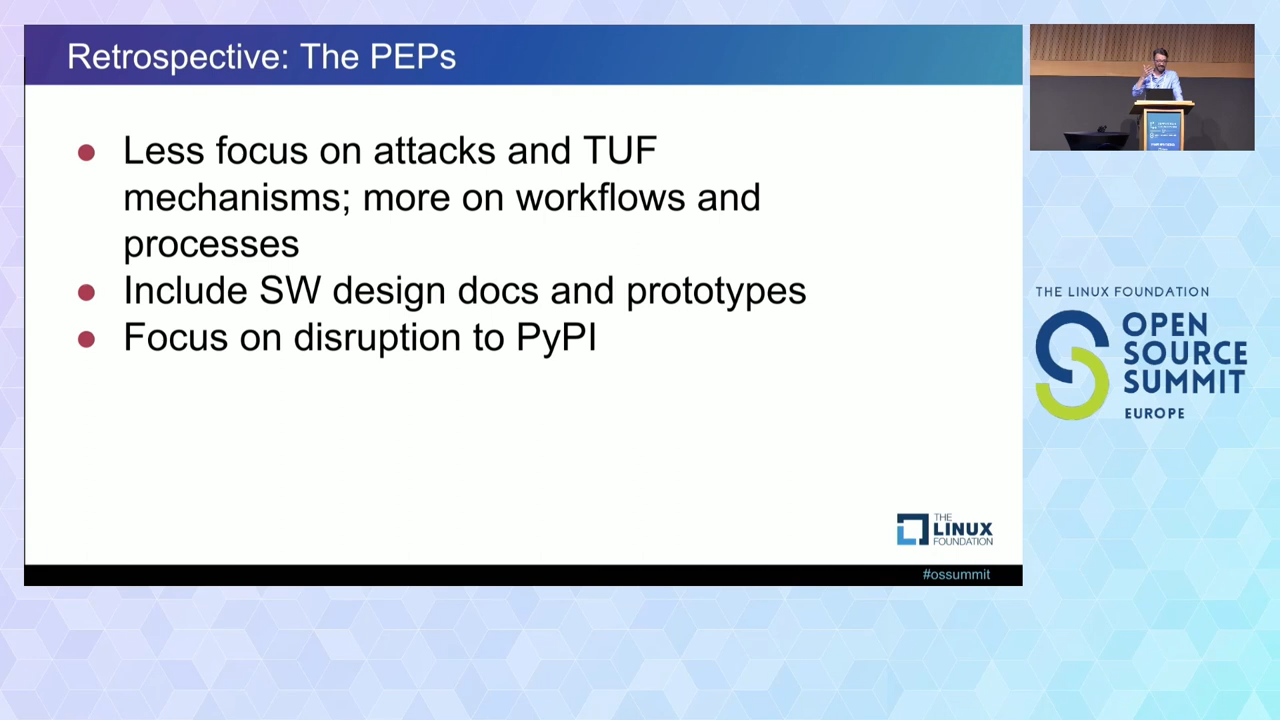 Retrospective: The PEPs
● Less focus on attacks and TUF
mechanisms; more on workflows and
processes
● Include SW design docs and prototypes
● Focus on disruption to PyPI
THE
LINUX
FOUNDATION
#ossummit
THE LINUX FOUNDATION
OPEN
SOURCE
SUMMIT
EUROPE